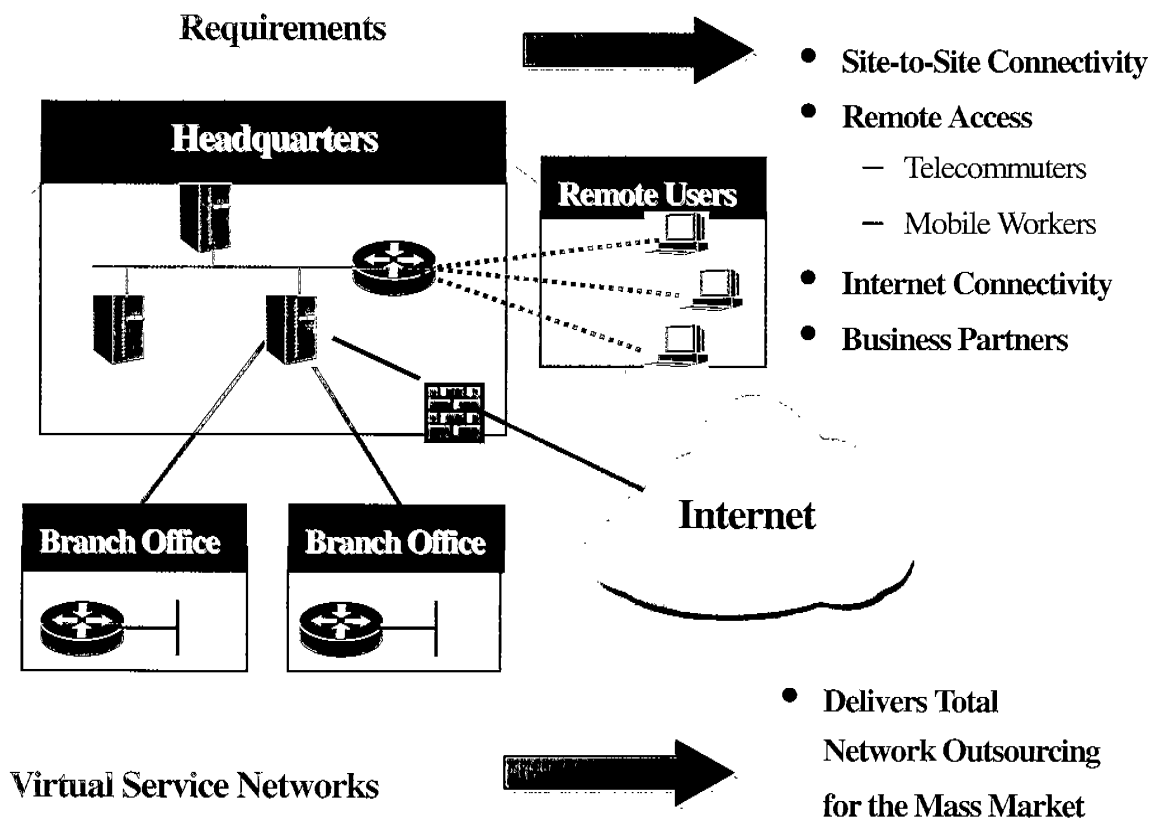 Requirements
• Site-to-Site Connectivity
• Remote Access
– Telecommuters
– Mobile Workers
• Internet Connectivity
• Business Partners
Headquarters
Remote Users
Internet
Branch Office
Branch Office
Virtual Service Networks
• Delivers Total
Network Outsourcing
for the Mass Market